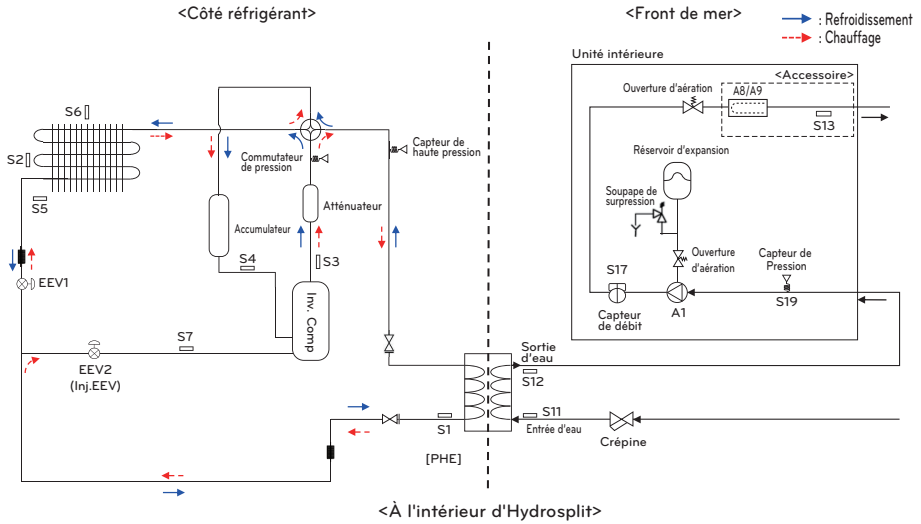 <Côté réfrigérant>
<Front de mer>
: Refroidissement
: Chauffage
Unité intérieure
<Accessoire>
Ouverture d'aération
A8/A9
S13
S6
S2
S5
Commutateur
de pression
Capteur de
haute pression
Réservoir d'expansion
Soupape de
surpression
Atténuateur
Accumulateur
S4
S3
Ouverture
d'aération
Capteur de
Pression
S17
S19
A1
Capteur
de débit
EEV1
Inv. Comp
S7
EEV2
(Inj.EEV)
Sortie
d'eau
S12
S1
S11
Entrée d'eau
Crépine
[PHE]
<À l'intérieur d'Hydrosplit>